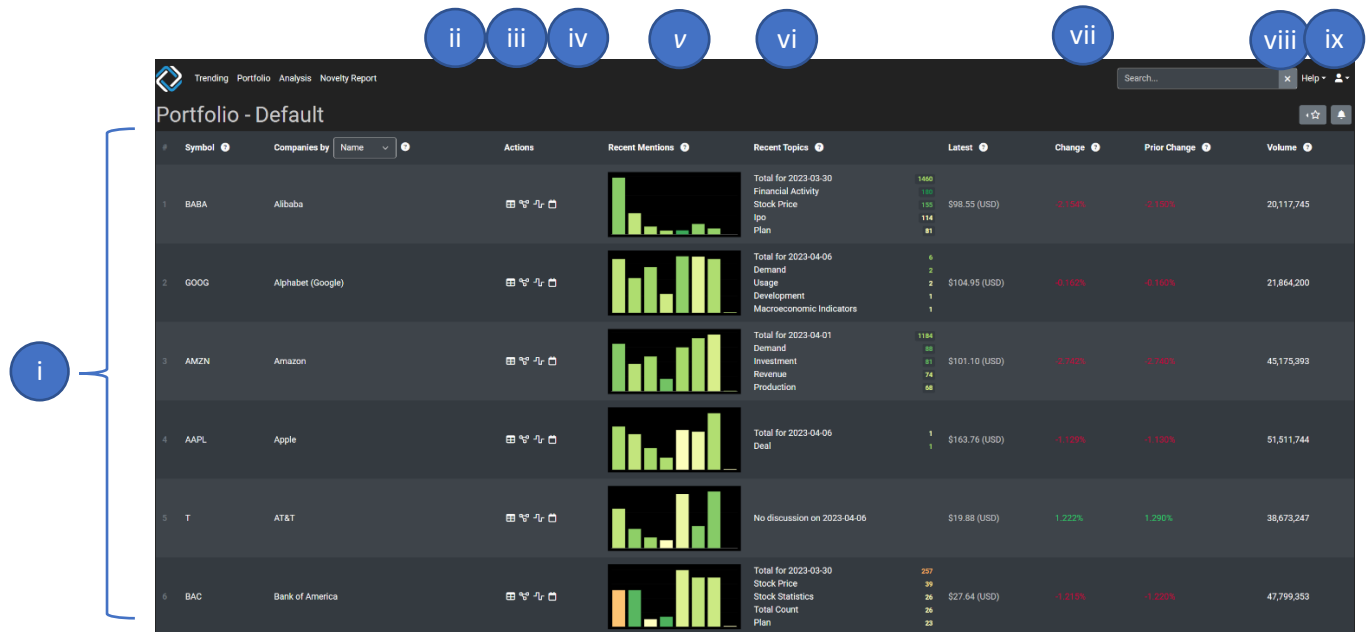 ii iii iv v vi vii viii ix
Trending Portfolio Analysis Novelty Report Search... × Help
Portfolio - Default
# Symbol ? Companies by Name ? Actions Recent Mentions ? Recent Topics ? Latest ? Change ? Prior Change ? Volume ?
i
Total for 2023-03-30 1460
Financial Activity 180
Stock Price 155
1 BABA Alibaba $98.55 (USD) 20,117,745
Ipo 114
Plan 81
Total for 2023-04-06 6
Demand 2
Usage 2
2 GOOG Alphabet (Google) $104.95 (USD) 21,864,200
Development 1
Macroeconomic Indicators 1
Total for 2023-04-01 1184
Demand 88
Investment 81
3 AMZN Amazon $101.10 (USD) 45,175,393
Revenue 74
Production 68
Total for 2023-04-06 1
4 AAPL Apple $163.76 (USD) 51,511,744
Deal 1
5 T AT&T No discussion on 2023-04-06 $19.88 (USD) 1.222% 1.290% 38,673,247
Total for 2023-03-30 257
Stock Price 39
Stock Statistics 26
6 BAC Bank of America $27.64 (USD) 47,799,353
Total Count 26
Plan 23